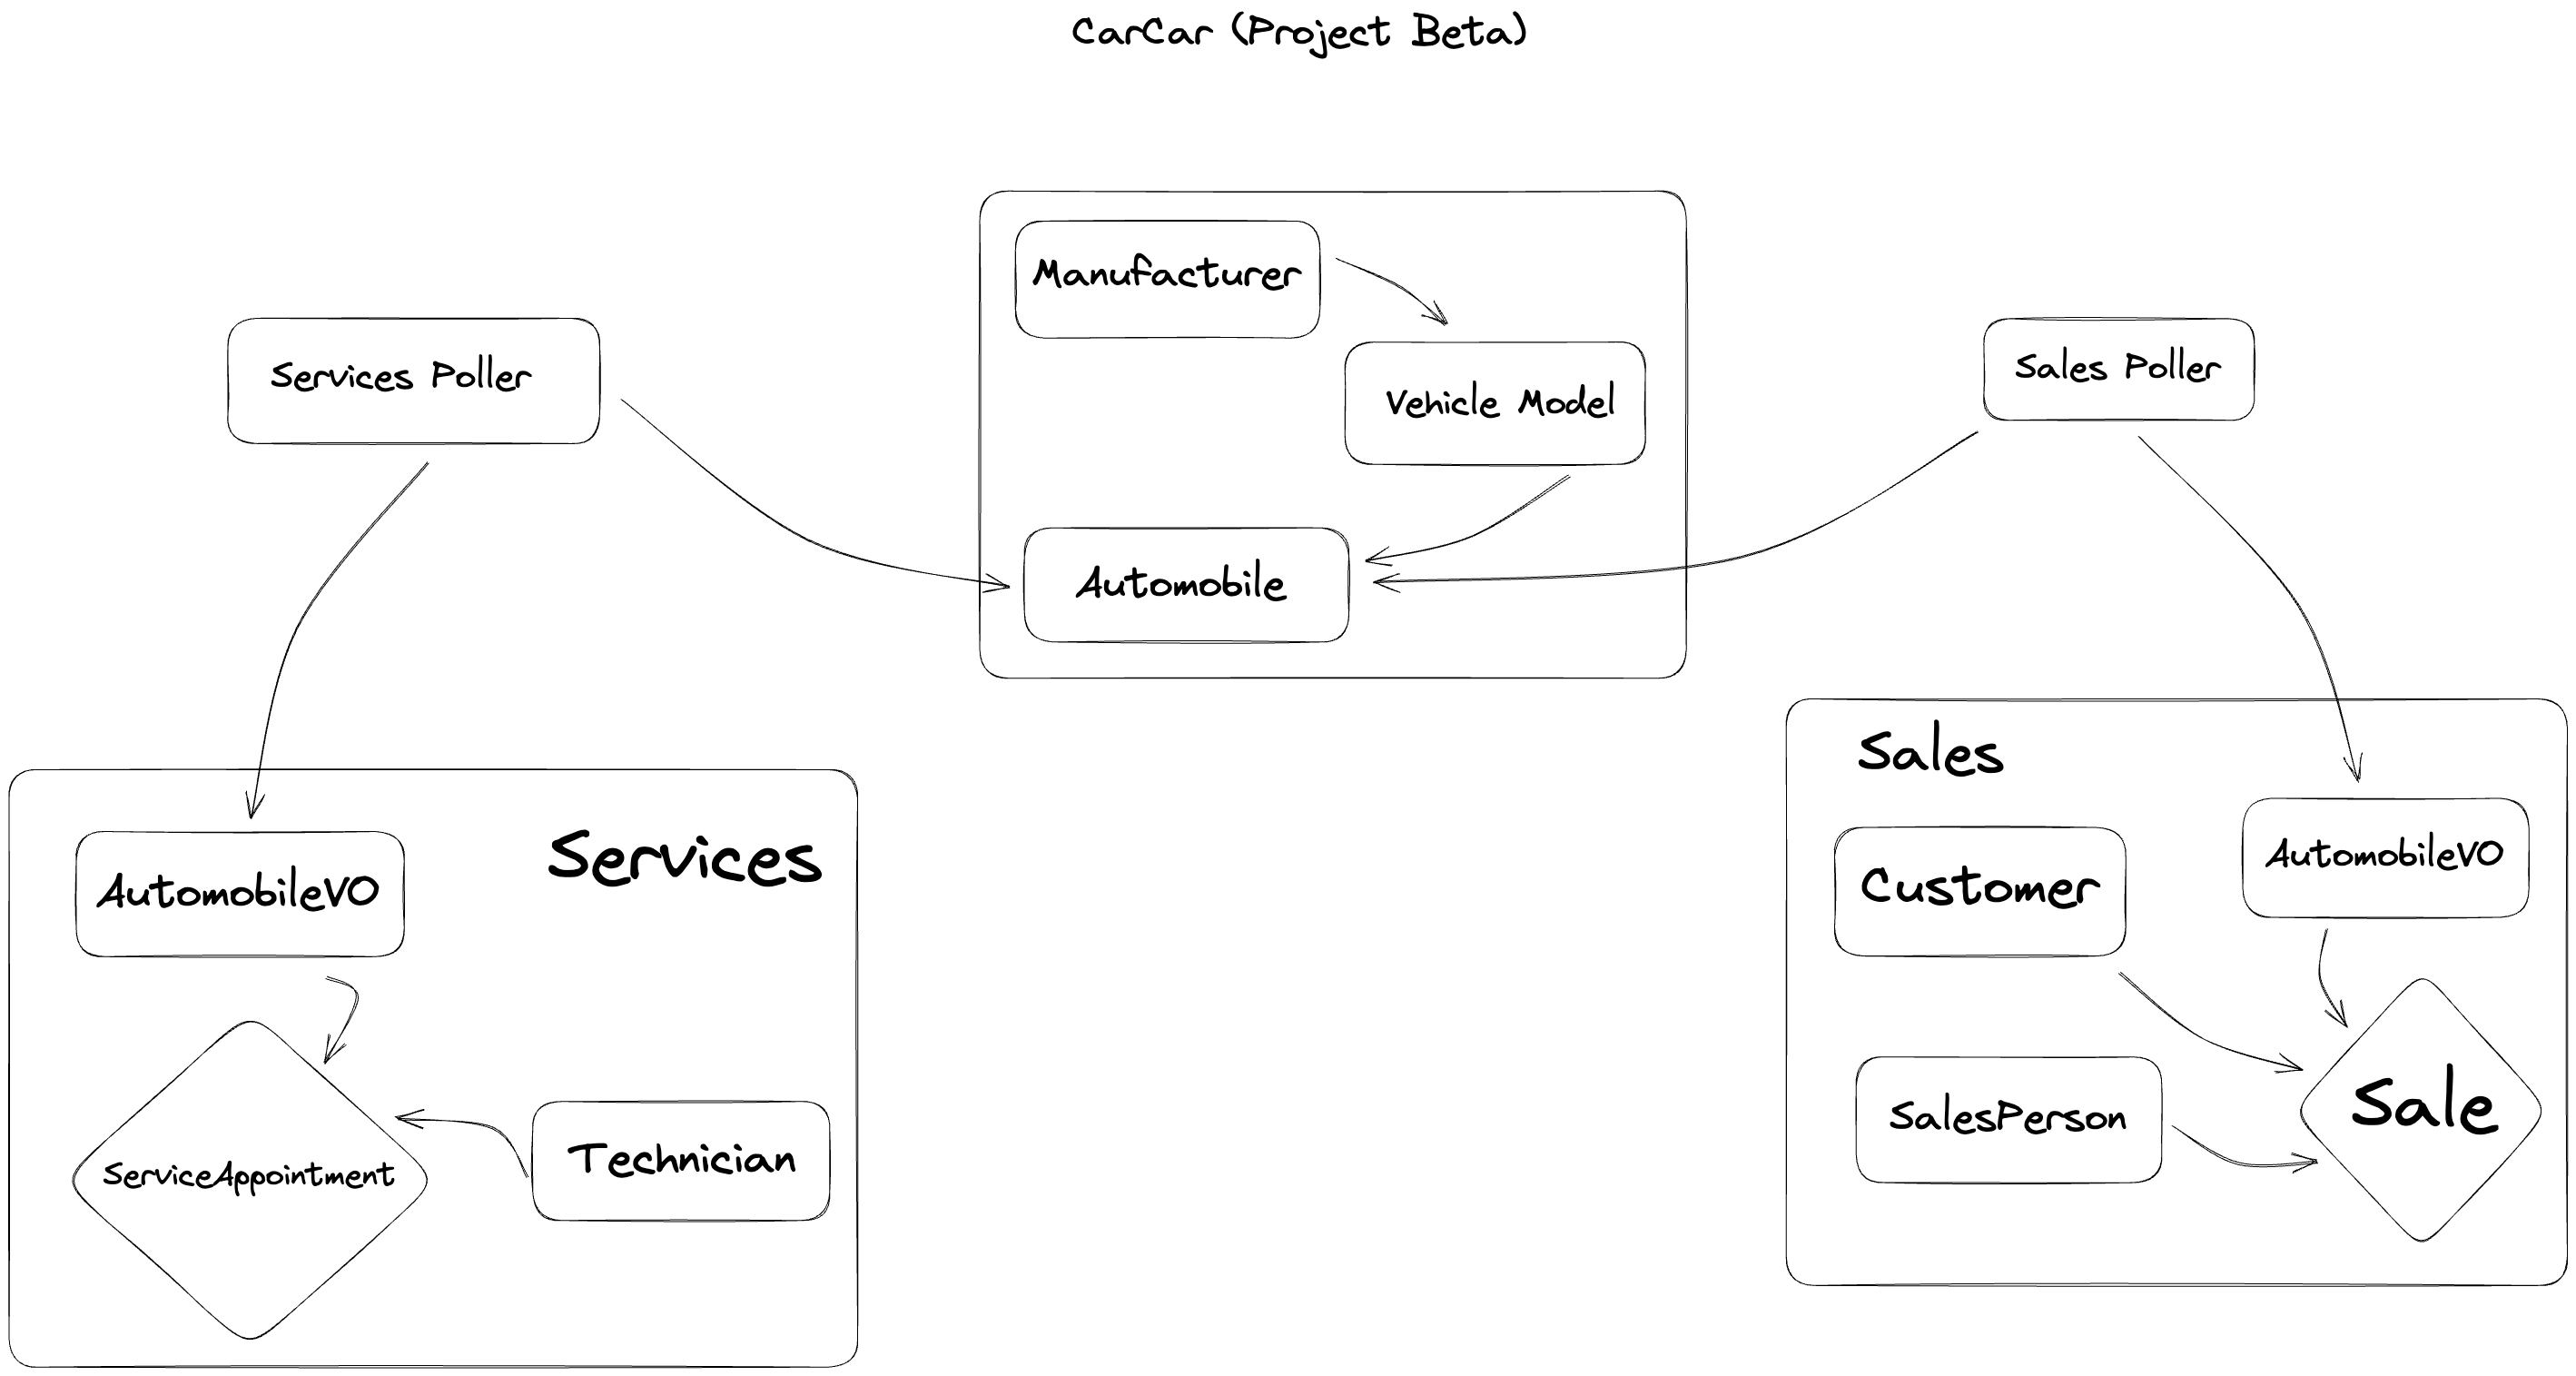 CarCar (Project Beta)
Manufacturer
Vehicle Model
Automobile
Services Poller
Sales Poller
Services
AutomobileVO
ServiceAppointment
Technician
Sales
Customer
AutomobileVO
SalesPerson
Sale